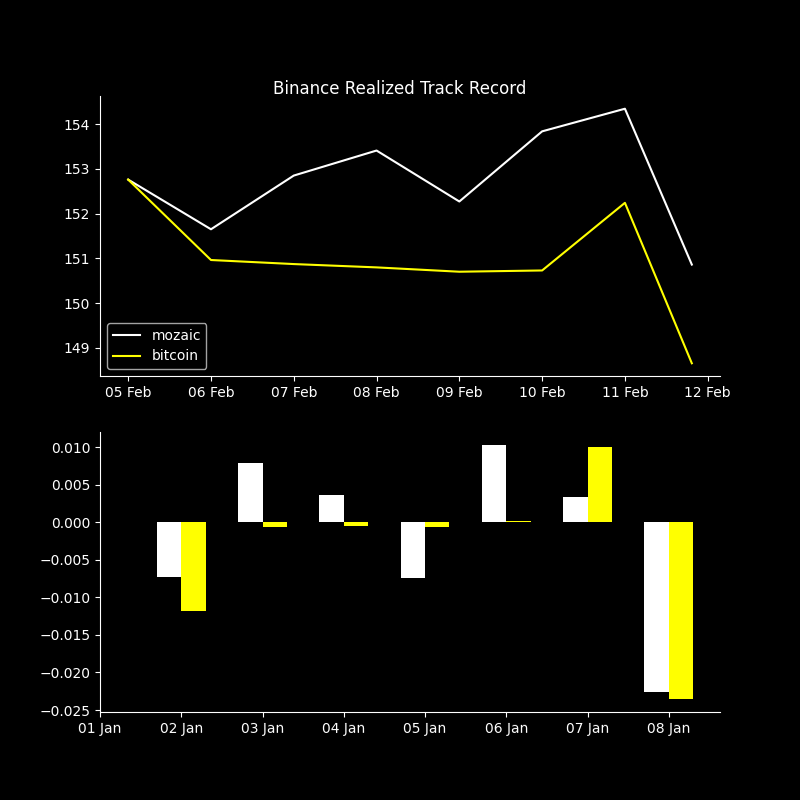 Binance Realized Track Record
154
153
152
151
150
149
mozaic
bitcoin
05 Feb 06 Feb 07 Feb 08 Feb 09 Feb 10 Feb 11 Feb 12 Feb
0.010
0.005
0.000
−0.005
−0.010
−0.015
−0.020
−0.025
01 Jan 02 Jan 03 Jan 04 Jan 05 Jan 06 Jan 07 Jan 08 Jan